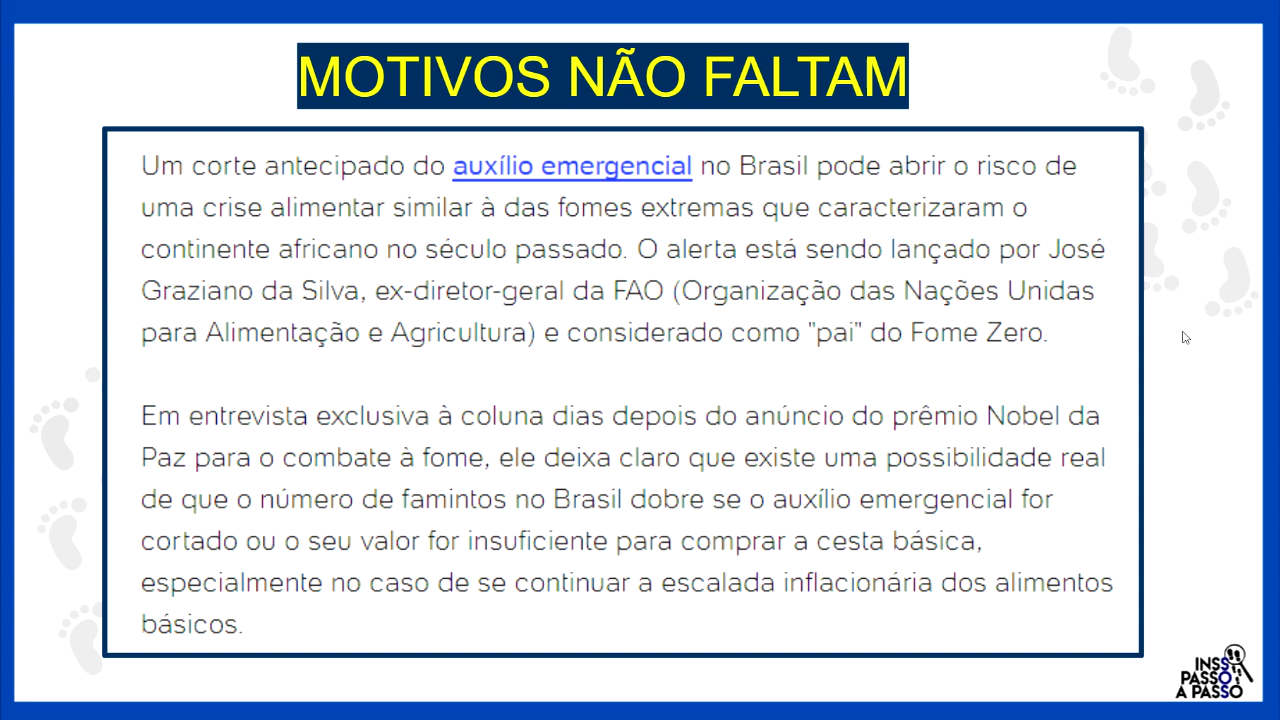 MOTIVOS NÃO FALTAM
Um corte antecipado do auxílio emergencial no Brasil pode abrir o risco de
uma crise alimentar similar à das fomes extremas que caracterizaram o
continente africano no século passado. O alerta está sendo lançado por José
Graziano da Silva, ex-diretor-geral da FAO (Organização das Nações Unidas
para Alimentação e Agricultura) e considerado como "pai" do Fome Zero.
Em entrevista exclusiva à coluna dias depois do anúncio do prêmio Nobel da
Paz para o combate à fome, ele deixa claro que existe uma possibilidade real
de que o número de famintos no Brasil dobre se o auxílio emergencial for
cortado ou o seu valor for insuficiente para comprar a cesta básica,
especialmente no caso de se continuar a escalada inflacionária dos alimentos
básicos.
INSS
PASSO
A PASSO